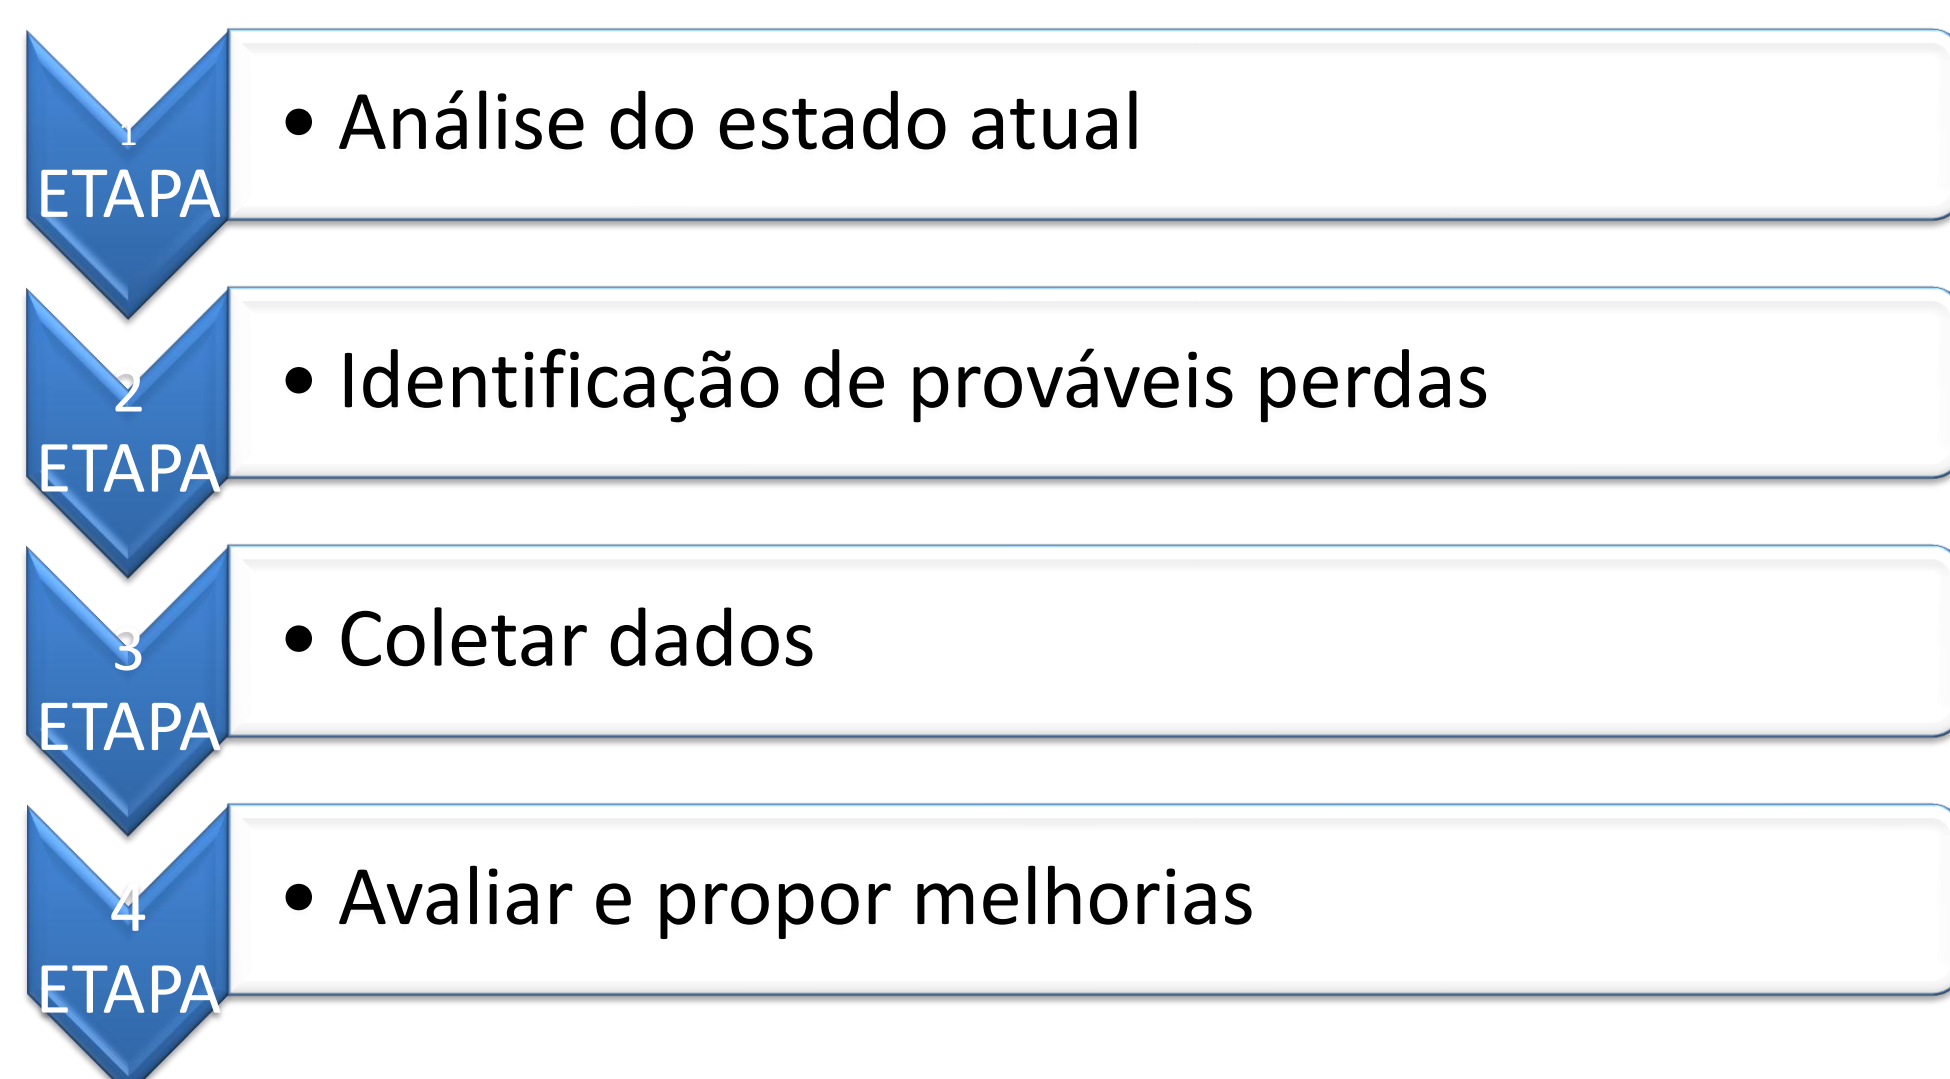 1
ETAPA
• Análise do estado atual
2
ETAPA
• Identificação de prováveis perdas
3
ETAPA
• Coletar dados
4
ETAPA
• Avaliar e propor melhorias